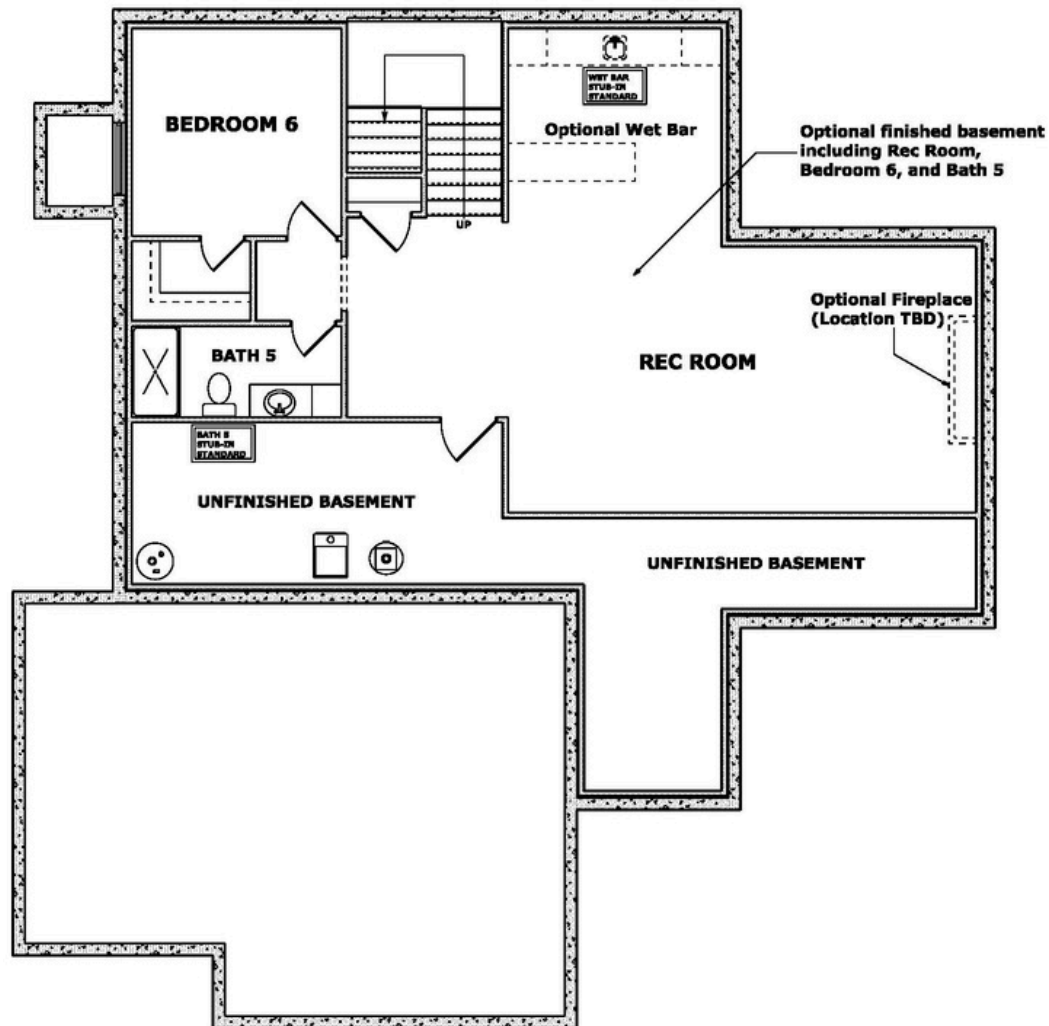 WET BAR
STUB-IN
STANDARD
BEDROOM 6
Optional Wet Bar
Optional finished basement
including Rec Room,
Bedroom 6, and Bath 5
UP
Optional Fireplace
(Location TBD)
BATH 5
REC ROOM
BATH 5
STUB-IN
STANDARD
UNFINISHED BASEMENT
UNFINISHED BASEMENT